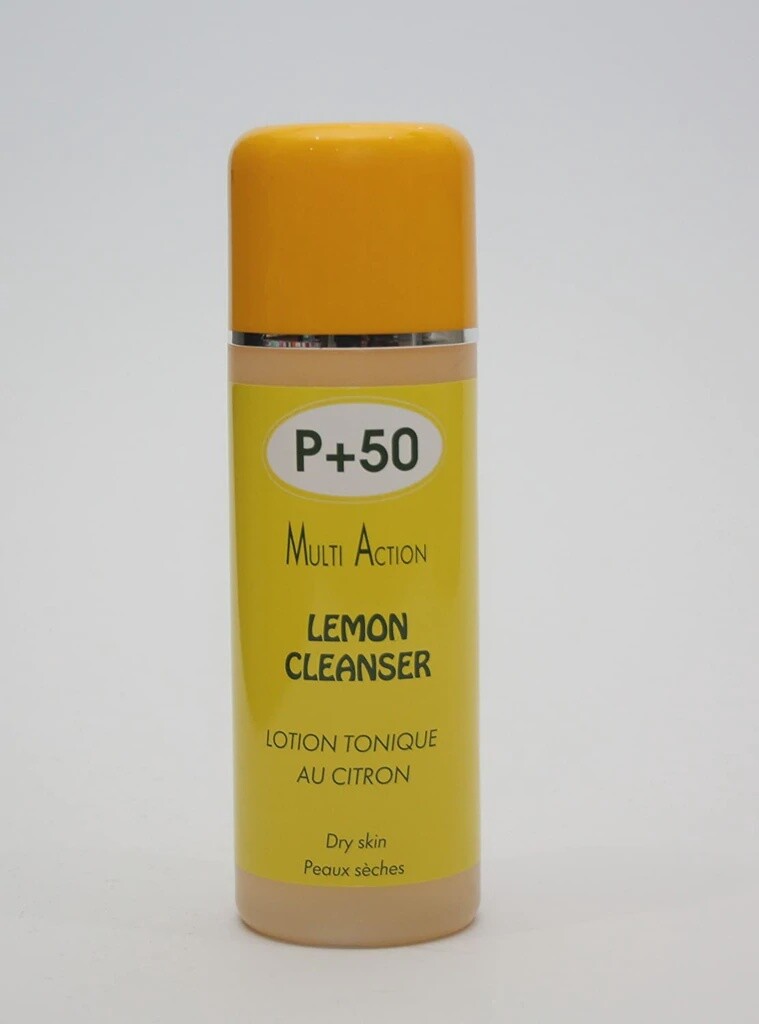 P+50
MULTI ACTION
LEMON
CLEANSER
LOTION TONIQUE
AU CITRON
Dry skin
Peaux sèches